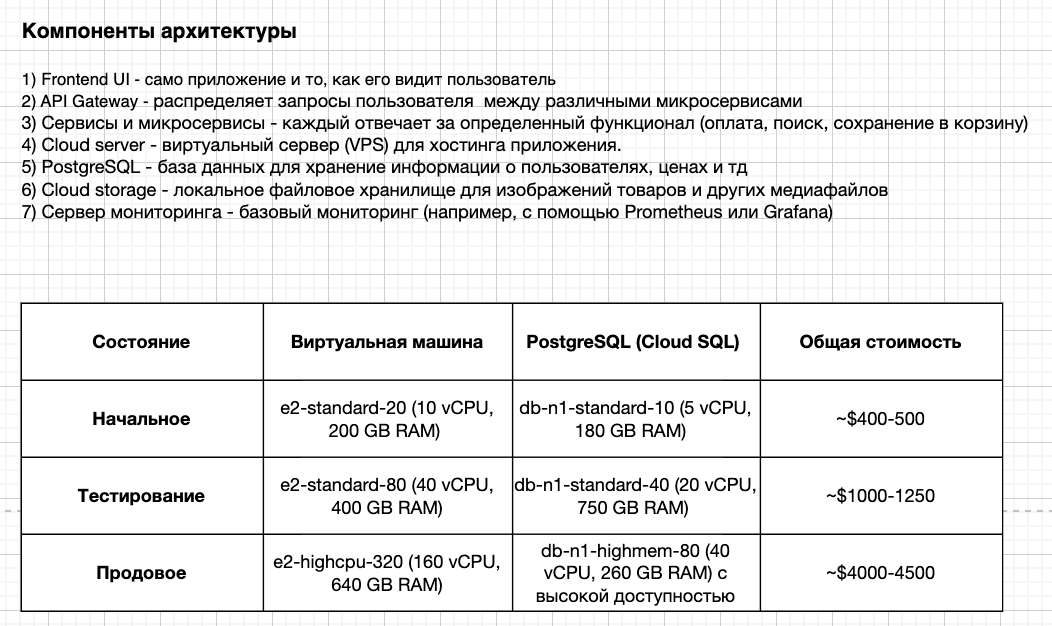 Компоненты архитектуры
1) Frontend UI - само приложение и то, как его видит пользователь
2) API Gateway - распределяет запросы пользователя  между различными микросервисами
3) Сервисы и микросервисы - каждый отвечает за определенный функционал (оплата, поиск, сохранение в корзину)
4) Cloud server - виртуальный сервер (VPS) для хостинга приложения.
5) PostgreSQL - база данных для хранение информации о пользователях, ценах и тд
6) Cloud storage - локальное файловое хранилище для изображений товаров и других медиафайлов
7) Сервер мониторинга - базовый мониторинг (например, с помощью Prometheus или Grafana)
Состояние
Виртуальная машина
PostgreSQL (Cloud SQL)
Общая стоимость
Начальное
e2-standard-20 (10 vCPU,
200 GB RAM)
db-n1-standard-10 (5 vCPU,
180 GB RAM)
~$400-500
Тестирование
e2-standard-80 (40 vCPU,
400 GB RAM)
db-n1-standard-40 (20 vCPU,
750 GB RAM)
~$1000-1250
Продовое
e2-highcpu-320 (160 vCPU,
640 GB RAM)
db-n1-highmem-80 (40
vCPU, 260 GB RAM) с
высокой доступностью
~$4000-4500